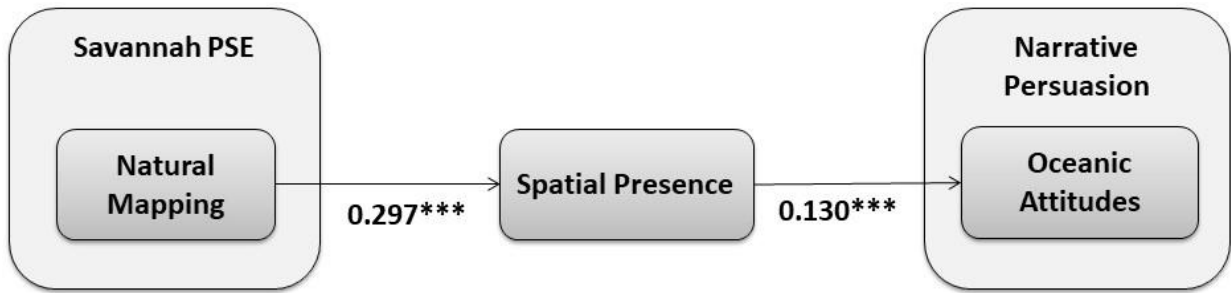 Savannah PSE
Natural
Mapping
0.297***
Spatial Presence
0.130***
Narrative
Persuasion
Oceanic
Attitudes